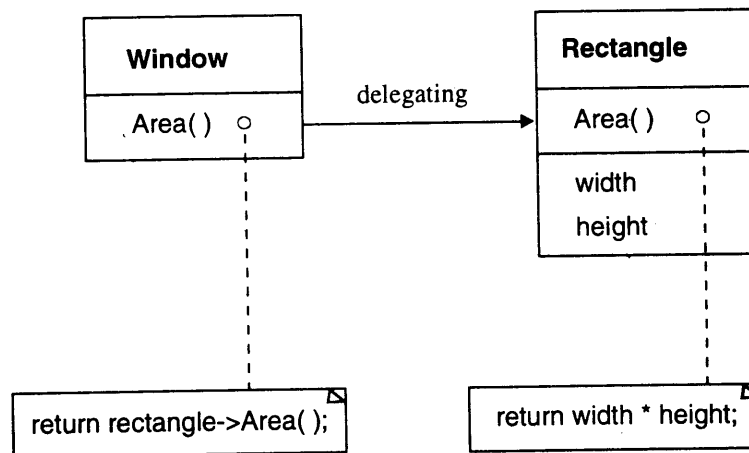 Window
Area( )
delegating
Rectangle
Area( )
width
height
return rectangle->Area( );
return width * height;